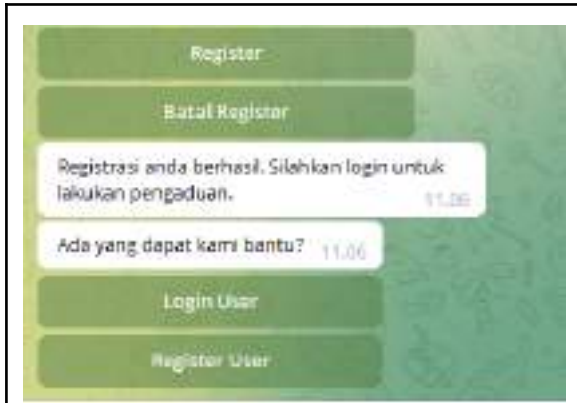 Register
Batal Register
Registrasi anda berhasil. Silahkan login untuk
lakukan pengaduan.
11.06
Ada yang dapat kami bantu? 11.06
Login User
Register User